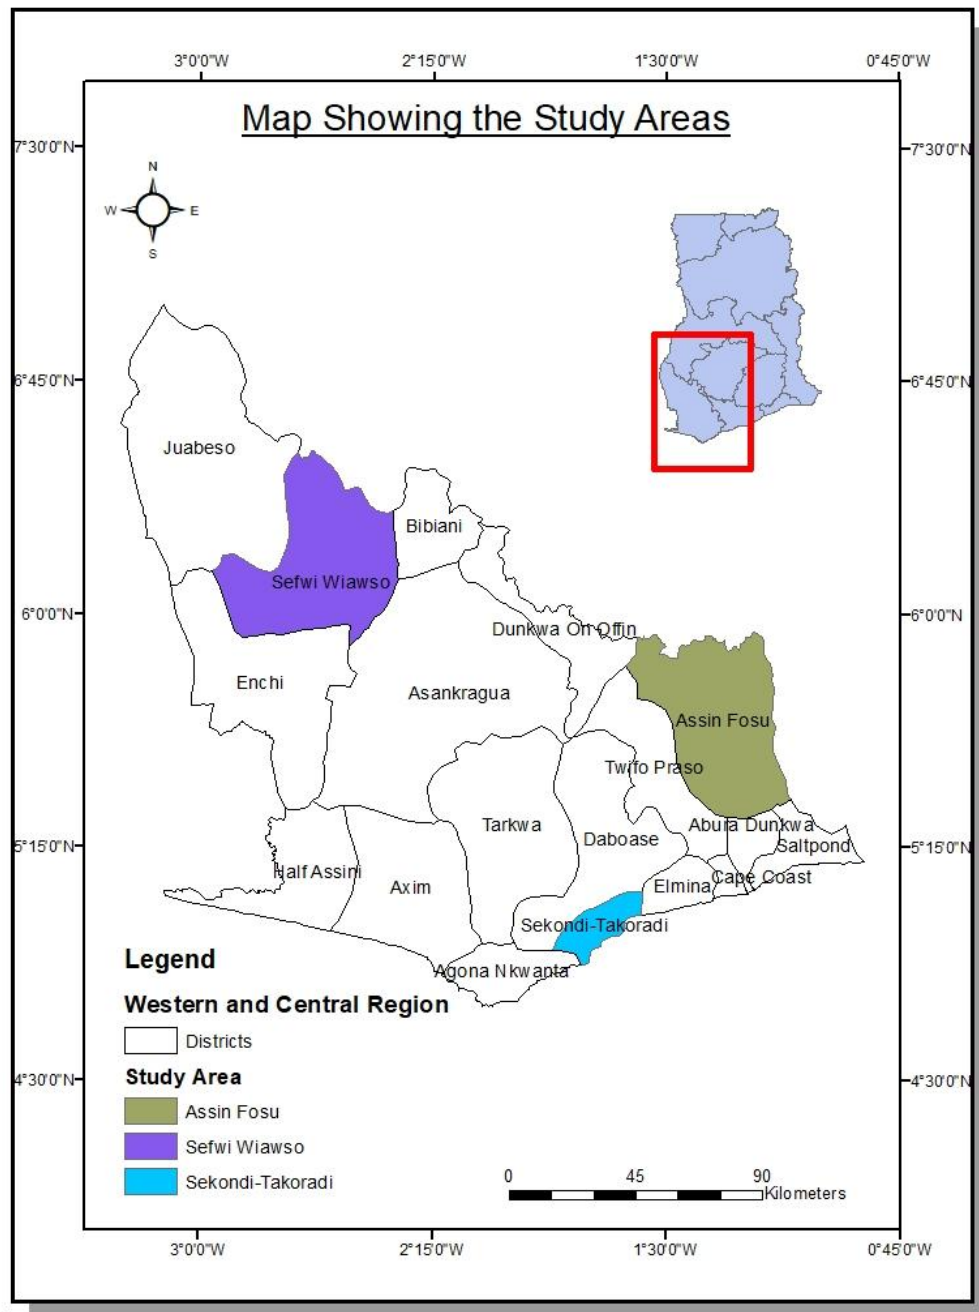 3°0'0"W 2°15'0"W 1°30'0"W 0°45'0"W
Map Showing the Study Areas
7°30'0"N 7°30'0"N
N
W E
S
6°45'0"N 6°45'0"N
Juabeso
Bibiani
Sefwi Wiawso
6°0'0"N 6°0'0"N
Dunkwa On Offin
Enchi
Asankragua
Assin Fosu
Twifo Praso
Tarkwa
Abura Dunkwa
Daboase
Saltpond
5°15'0"N 5°15'0"N
Half Assini
Cape Coast
Axim
Elmina
Sekondi-Takoradi
Agona Nkwanta
Legend
Western and Central Region
Districts
Study Area
4°30'0"N 4°30'0"N
Assin Fosu
Sefwi Wiawso
Sekondi-Takoradi
0 45 90
Kilometers
3°0'0"W 2°15'0"W 1°30'0"W 0°45'0"W